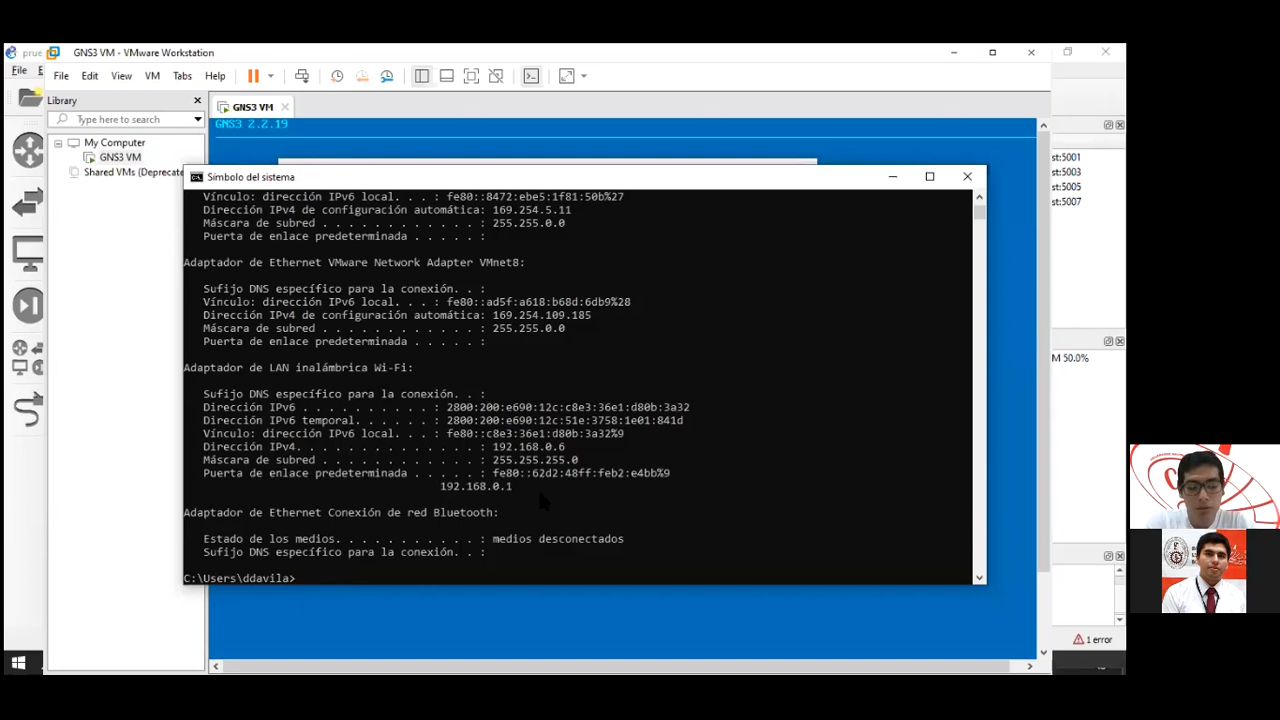 prue
GNS3 VM - VMware Workstation
File
File Edit View VM Tabs Help
Library
Type here to search
My Computer
GNS3 VM
Shared VMs (Deprecate
GNS3 VM
GNS3 2.2.19
Símbolo del sistema
Vínculo: dirección IPv6 local. . . : fe80::8472:ebe5:1f81:50b%27
Dirección IPv4 de configuración automática: 169.254.5.11
Máscara de subred . . . . . . . . . . . . : 255.255.0.0
Puerta de enlace predeterminada . . . . . :
Adaptador de Ethernet VMware Network Adapter VMnet8:
Sufijo DNS específico para la conexión. . :
Vínculo: dirección IPv6 local. . . : fe80::ad5f:a618:b68d:6db9%28
Dirección IPv4 de configuración automática: 169.254.109.185
Máscara de subred . . . . . . . . . . . . : 255.255.0.0
Puerta de enlace predeterminada . . . . . :
Adaptador de LAN inalámbrica Wi-Fi:
Sufijo DNS específico para la conexión. . :
Dirección IPv6 . . . . . . . . . . : 2800:200:e690:12c:c8e3:36e1:d80b:3a32
Dirección IPv6 temporal. . . . . . : 2800:200:e690:12c:51e:3758:1e01:841d
Vínculo: dirección IPv6 local. . . : fe80::c8e3:36e1:d80b:3a32%9
Dirección IPv4. . . . . . . . . . . . . . : 192.168.0.6
Máscara de subred . . . . . . . . . . . . : 255.255.255.0
Puerta de enlace predeterminada . . . . . : fe80::62d2:48ff:feb2:e4bb%9
192.168.0.1
Adaptador de Ethernet Conexión de red Bluetooth:
Estado de los medios. . . . . . . . . . . : medios desconectados
Sufijo DNS específico para la conexión. . :
C:\Users\ddavila>
st:5001
st:5003
st:5005
st:5007
M 50.0%
1 error